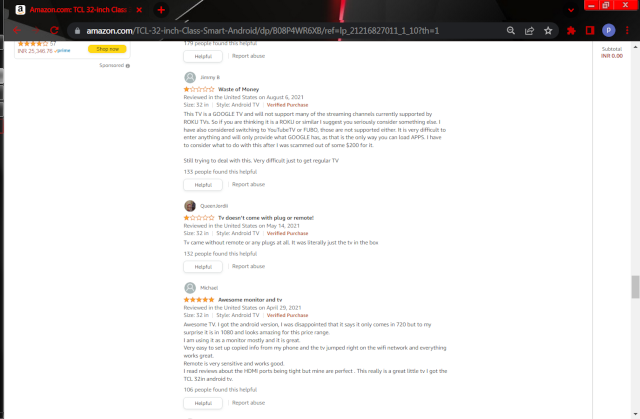 Amazon.com: TCL 32-inch Class
amazon.com/TCL-32-inch-Class-Smart-Android/dp/B08P4WR6XB/ref=lp_21216827011_1_10?th=1
57
INR 25,346.76 prime
Shop now
Sponsored
Subtotal
INR 0.00
179 people found this helpful
Helpful
Report abuse
Jimmy B
Waste of Money
Reviewed in the United States on August 6, 2021
Size: 32 in | Style: Android TV | Verified Purchase
This TV is a GOOGLE TV and will not support many of the streaming channels currently supported by
ROKU TVs. So if you are thinking it is a ROKU or similar I suggest you seriously consider something else. I
have also considered switching to YouTubeTV or FUBO, those are not supported either. It is very difficult to
enter anything and will only provide what GOOGLE has, as that is the only way you can load APPS. I have
to consider what to do with this after I was scammed out of some $200 for it.
Still trying to deal with this. Very difficult just to get regular TV
133 people found this helpful
Helpful
Report abuse
QueenJordi
Tv doesn't come with plug or remote!
Reviewed in the United States on May 14, 2021
Size: 32 in | Style: Android TV | Verified Purchase
Tv came without remote or any plugs at all. It was literally just the tv in the box
132 people found this helpful
Helpful
Report abuse
Michael
Awesome monitor and tv
Reviewed in the United States on April 29, 2021
Size: 32 in | Style: Android TV | Verified Purchase
Awesome TV. I got the android version, I was disappointed that it says it only comes in 720 but to my
surprise it is in 1080 and looks amazing for this price range.
I am using it as a monitor mostly and it is great.
Very easy to set up copied info from my phone and the tv jumped right on the wifi network and everything
works great.
Remote is very sensitive and works good.
I read reviews about the HDMI ports being tight but mine are perfect . This really is a great little tv I got the
TCL 32in android tv.
106 people found this helpful
Helpful
Report abuse